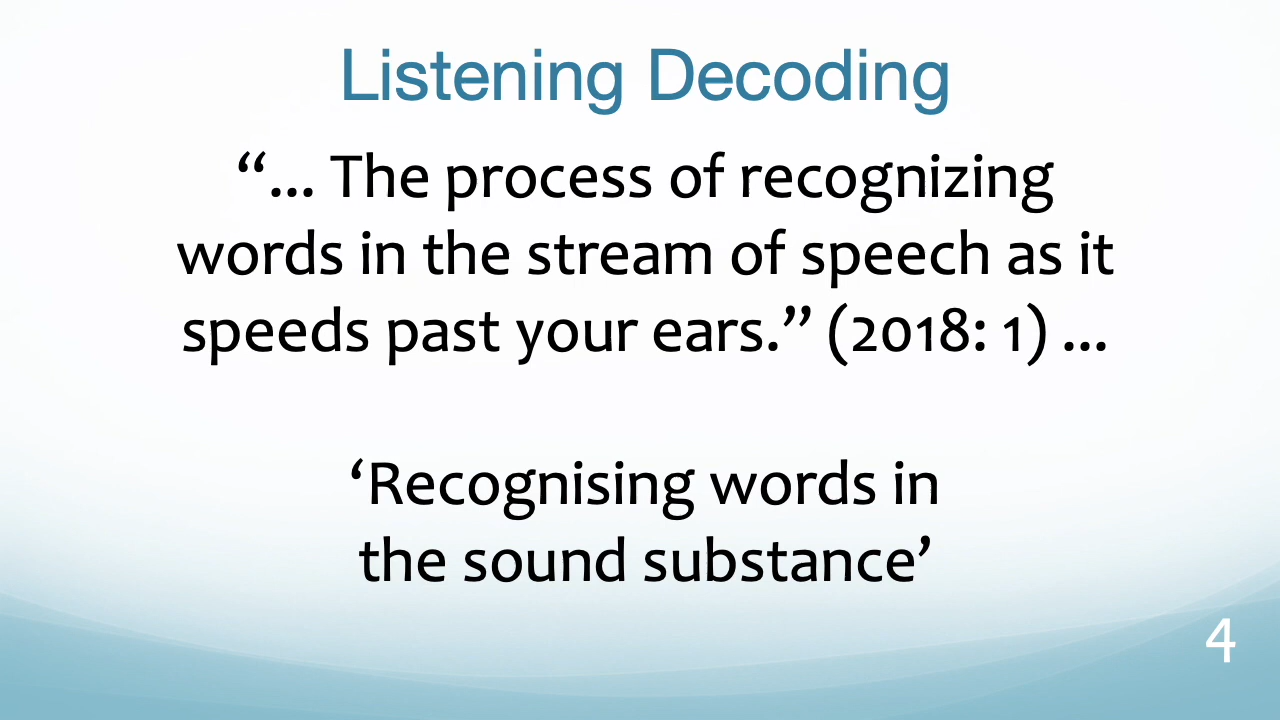 Listening Decoding
“... The process of recognizing
words in the stream of speech as it
speeds past your ears.” (2018: 1) ...
‘Recognising words in
the sound substance’
4